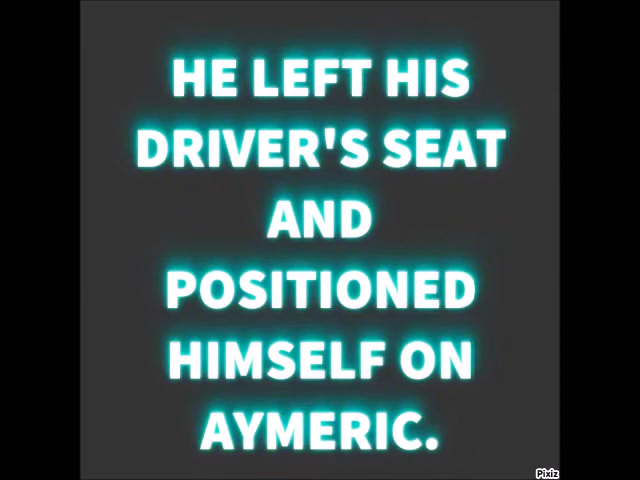 HE LEFT HIS
DRIVER'S SEAT
AND
POSITIONED
HIMSELF ON
AYMERIC.
Pixiz